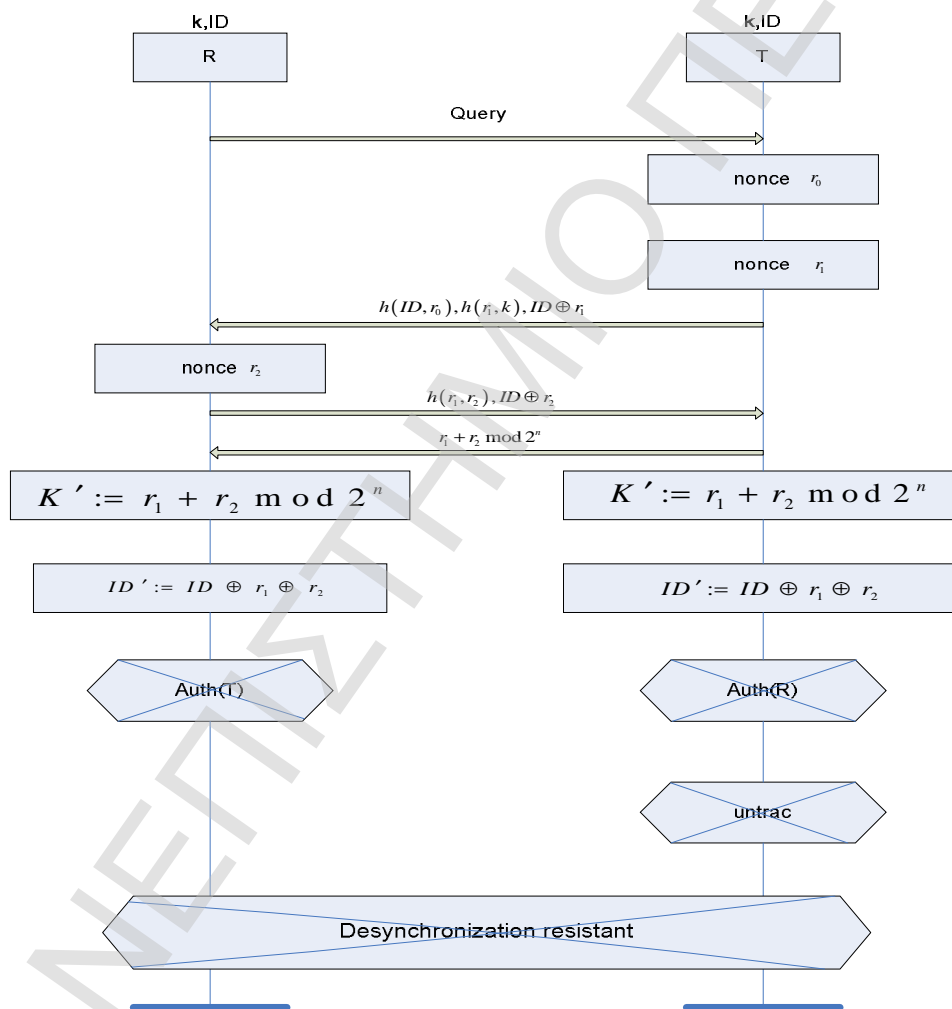 k,ID k,ID
R T
Query
nonce r₀
nonce r₁
h(ID,r₀),h(r₁,k),ID⊕r₁
nonce r₂
h(r₁,r₂),ID⊕r₂
r₁+r₂ mod 2ⁿ
K′:= r₁ + r₂ mod 2ⁿ K′:= r₁ + r₂ mod 2ⁿ
ID′:= ID ⊕ r₁ ⊕ r₂ ID′:= ID ⊕ r₁ ⊕ r₂
Auth(T) Auth(R)
untrac
Desynchronization resistant
ΝΕΠΙΣΤΗΜΙΟ ΠΕ